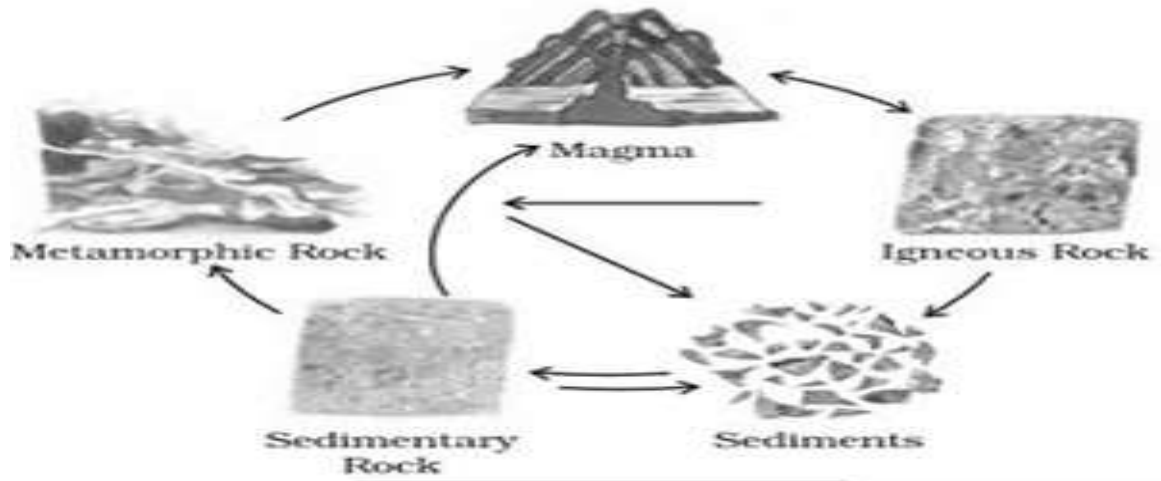 Magma
Metamorphic Rock
Igneous Rock
Sedimentary
Rock
Sediments